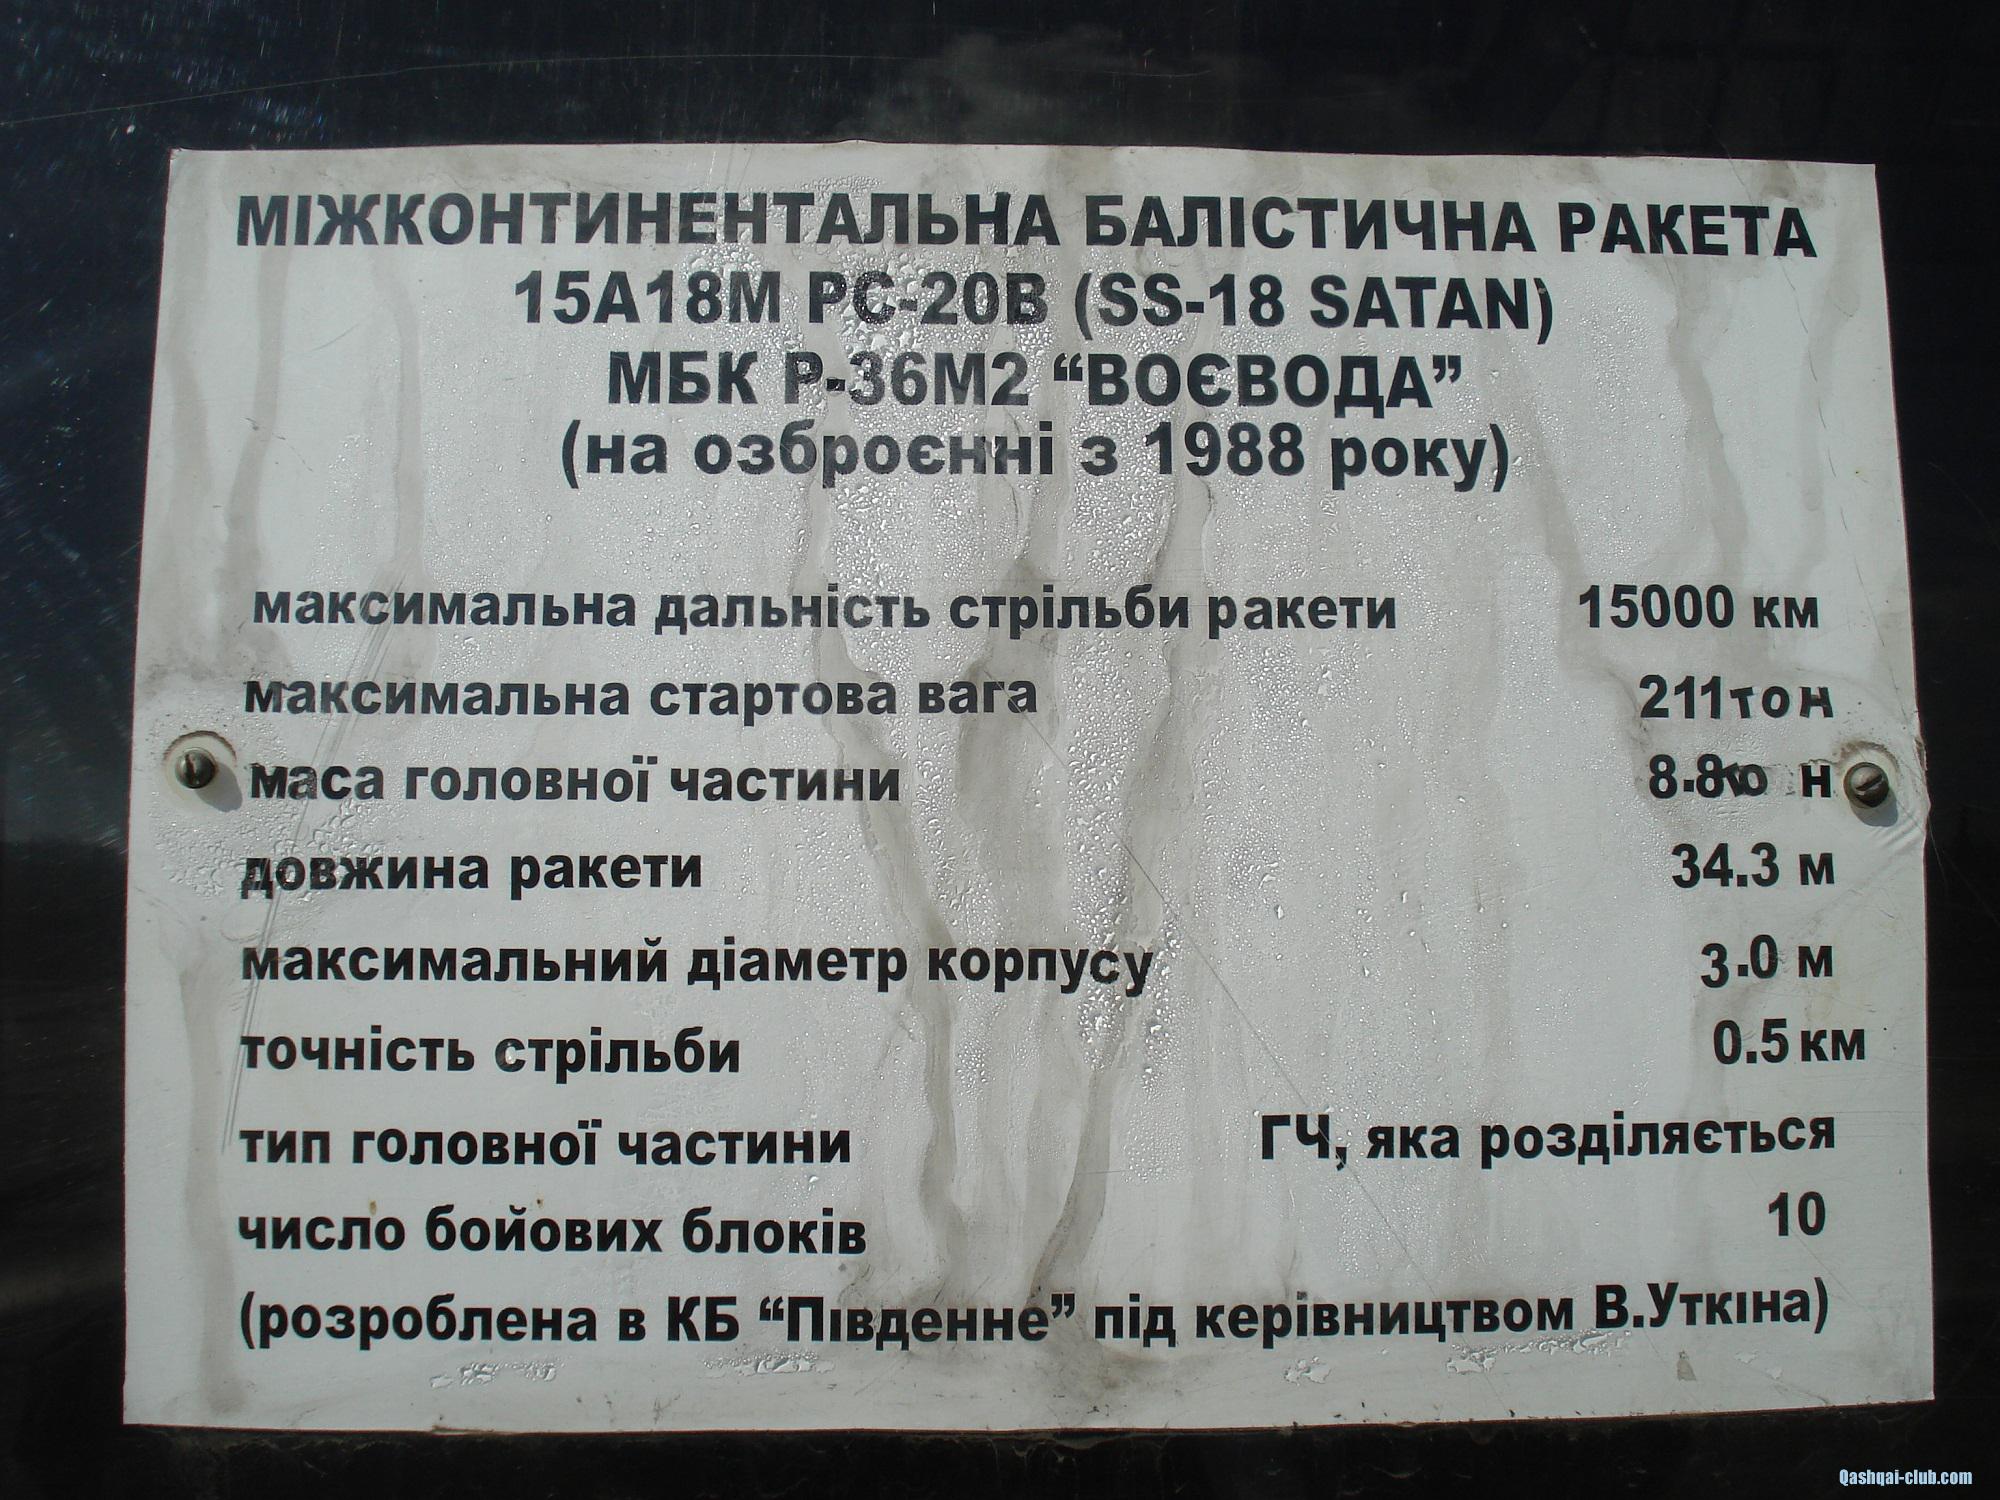 МІЖКОНТИНЕНТАЛЬНА БАЛІСТИЧНА РАКЕТА
15А18М РС-20В (SS-18 SATAN)
МБК Р-36М2 “ВОЄВОДА”
(на озброєнні з 1988 року)
максимальна дальність стрільби ракети 15000 км
максимальна стартова вага 211тон
маса головної частини 8.8то н
довжина ракети 34.3 м
максимальний діаметр корпусу 3.0 м
точність стрільби 0.5 км
тип головної частини ГЧ, яка розділяється
число бойових блоків 10
(розроблена в КБ “Південне” під керівництвом В.Уткіна)
Qashqai-club.com